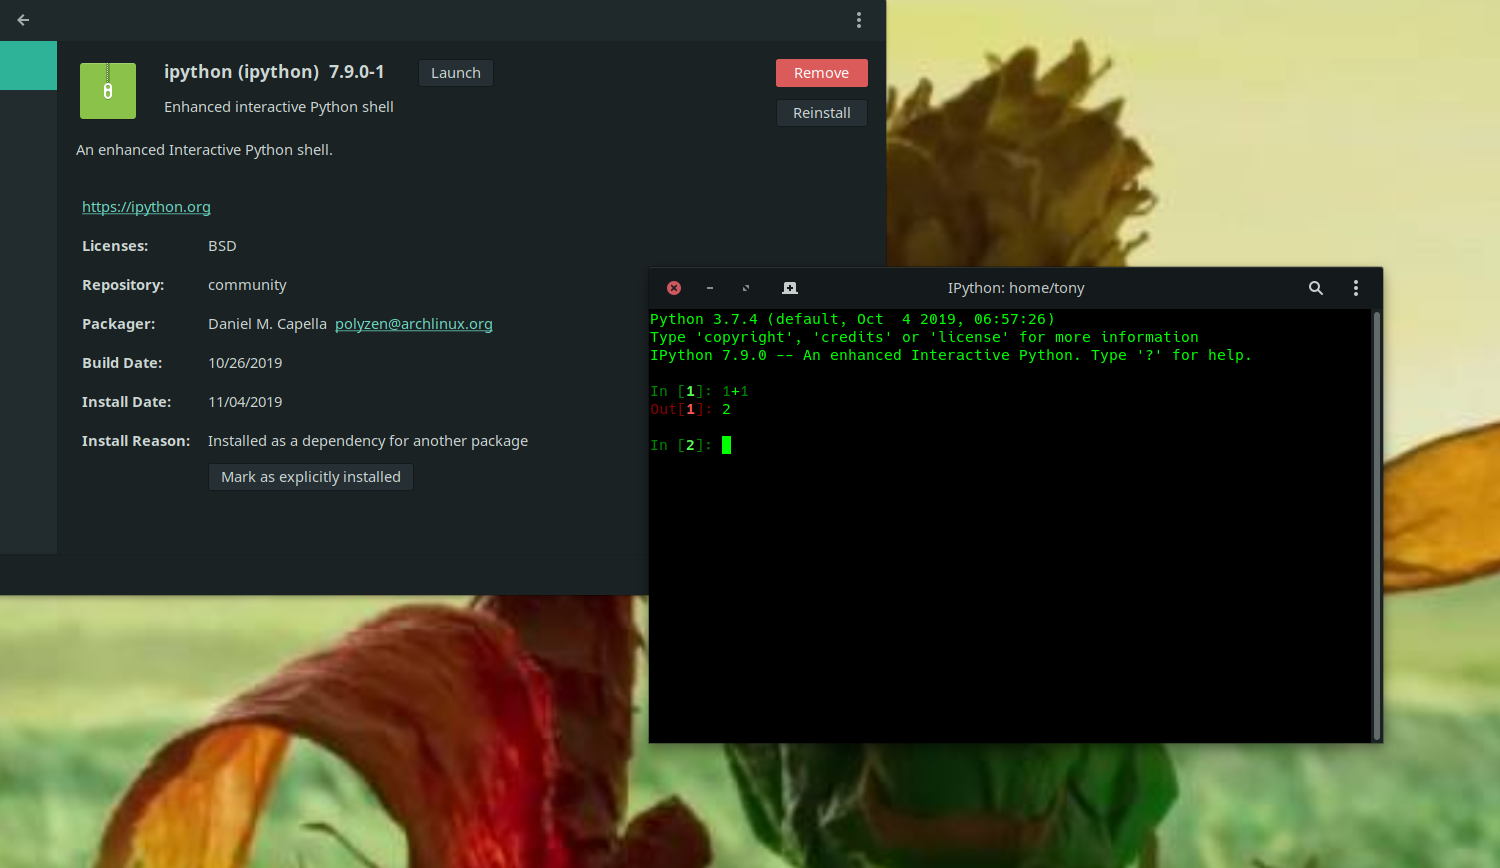 ipython (ipython)  7.9.0-1
Launch
Remove
Enhanced interactive Python shell
Reinstall
An enhanced Interactive Python shell.
https://ipython.org
Licenses: BSD
Repository: community
Packager: Daniel M. Capella  polyzen@archlinux.org
Build Date: 10/26/2019
Install Date: 11/04/2019
Install Reason: Installed as a dependency for another package
Mark as explicitly installed
IPython: home/tony
Python 3.7.4 (default, Oct  4 2019, 06:57:26)
Type 'copyright', 'credits' or 'license' for more information
IPython 7.9.0 -- An enhanced Interactive Python. Type '?' for help.
In [1]: 1+1
Out[1]: 2
In [2]: